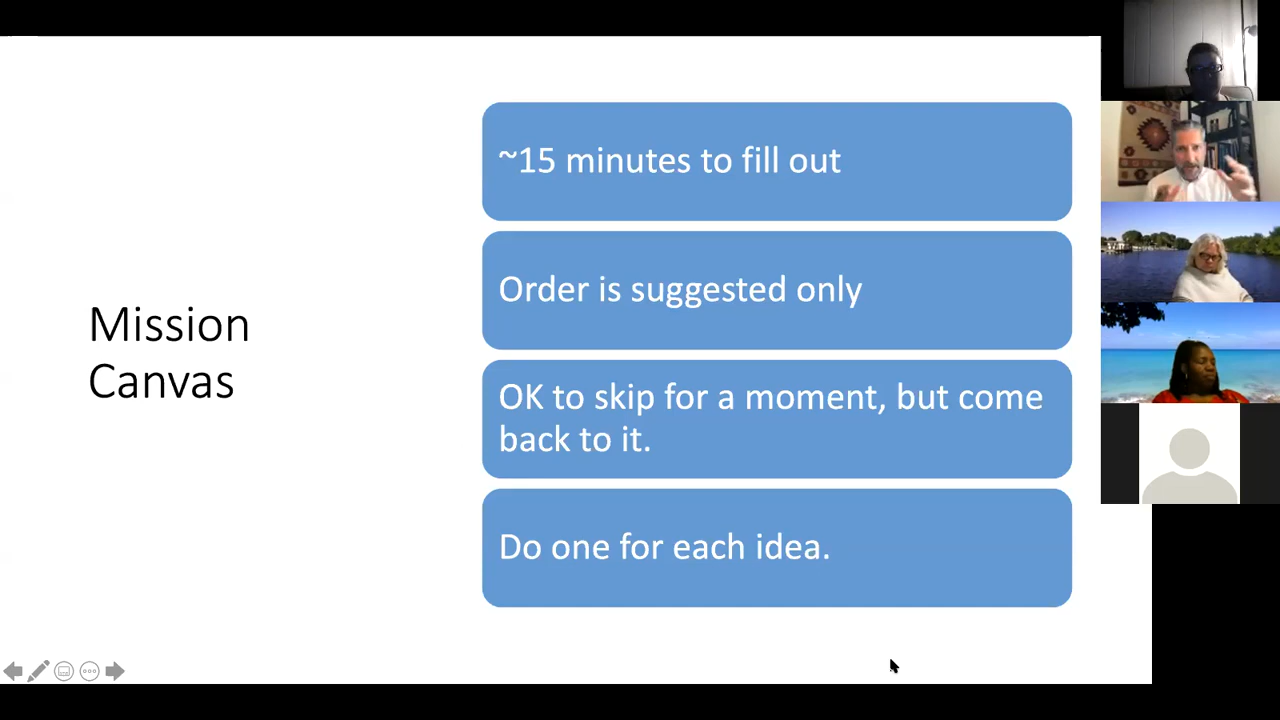 Mission
Canvas
~15 minutes to fill out
Order is suggested only
OK to skip for a moment, but come
back to it.
Do one for each idea.